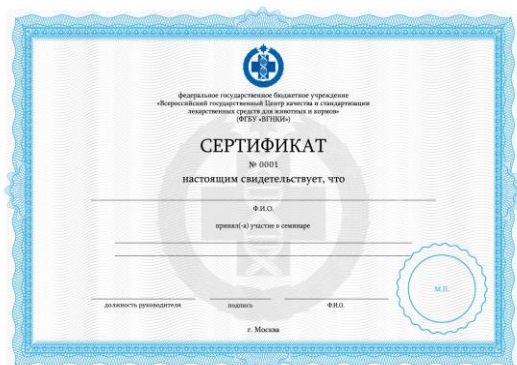 федеральное государственное бюджетное учреждение
«Всероссийский государственный Центр качества и стандартизации
лекарственных средств для животных и кормов»
(ФГБУ «ВГНКИ»)
СЕРТИФИКАТ
№ 0001
настоящим свидетельствует, что
Ф.И.О.
принял(-а) участие в семинаре
М.П.
должность руководителя подпись Ф.И.О.
г. Москва